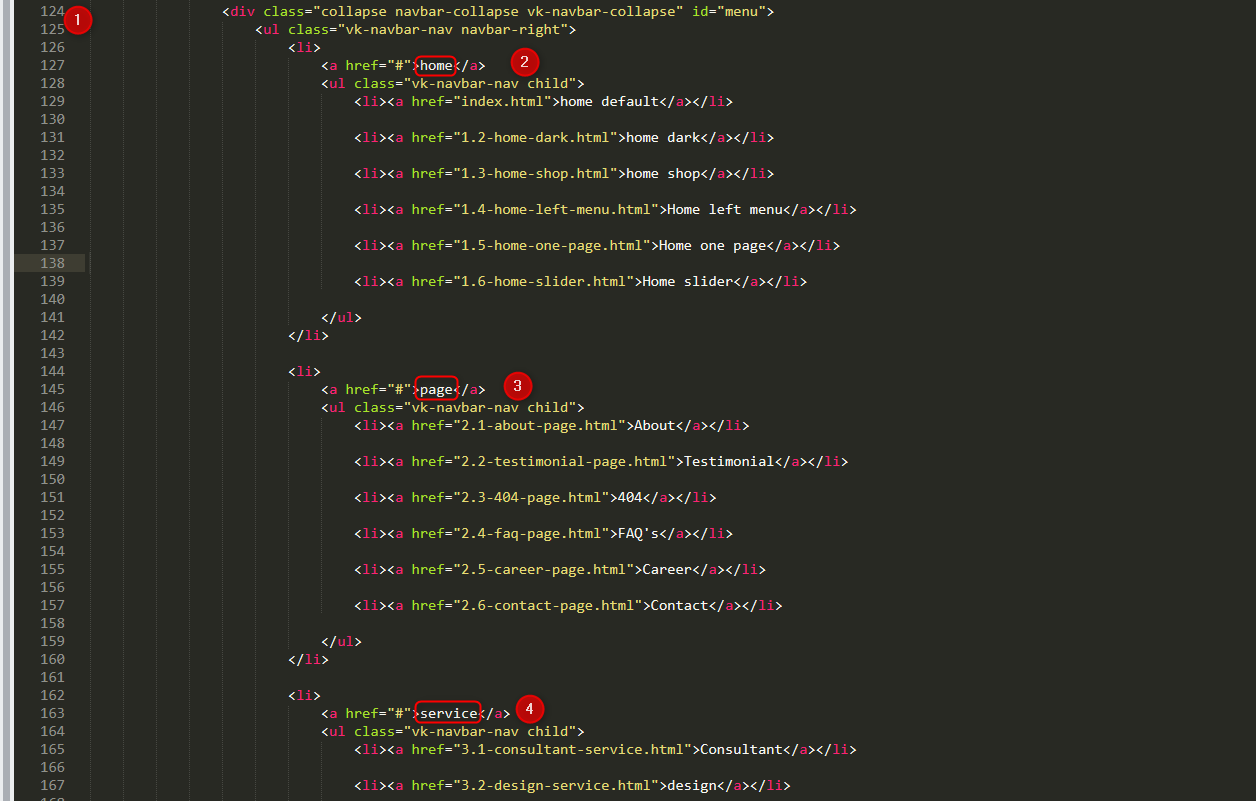 124 <div class="collapse navbar-collapse vk-navbar-collapse" id="menu">
1
125 <ul class="vk-navbar-nav navbar-right">
126 <li>
127 <a href="#">home</a> 2
128 <ul class="vk-navbar-nav child">
129 <li><a href="index.html">home default</a></li>
130
131 <li><a href="1.2-home-dark.html">home dark</a></li>
132
133 <li><a href="1.3-home-shop.html">home shop</a></li>
134
135 <li><a href="1.4-home-left-menu.html">Home left menu</a></li>
136
137 <li><a href="1.5-home-one-page.html">Home one page</a></li>
138
139 <li><a href="1.6-home-slider.html">Home slider</a></li>
140
141 </ul>
142 </li>
143
144 <li>
145 <a href="#">page</a> 3
146 <ul class="vk-navbar-nav child">
147 <li><a href="2.1-about-page.html">About</a></li>
148
149 <li><a href="2.2-testimonial-page.html">Testimonial</a></li>
150
151 <li><a href="2.3-404-page.html">404</a></li>
152
153 <li><a href="2.4-faq-page.html">FAQ's</a></li>
154
155 <li><a href="2.5-career-page.html">Career</a></li>
156
157 <li><a href="2.6-contact-page.html">Contact</a></li>
158
159 </ul>
160 </li>
161
162 <li>
163 <a href="#">service</a> 4
164 <ul class="vk-navbar-nav child">
165 <li><a href="3.1-consultant-service.html">Consultant</a></li>
166
167 <li><a href="3.2-design-service.html">design</a></li>
168